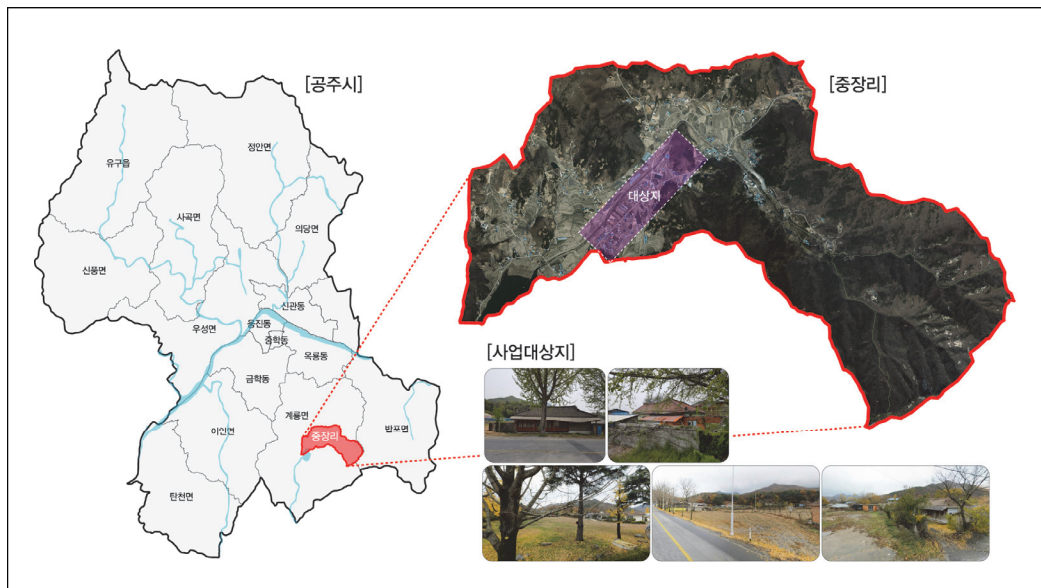 [공주시]
[중장리]
정안면
유구읍
대상지
사곡면
의당면
신풍면
신관동
웅진동
우성면
중학동
[사업대상지]
옥룡동
금학동
계룡면
반포면
이인면
중장리
탄천면